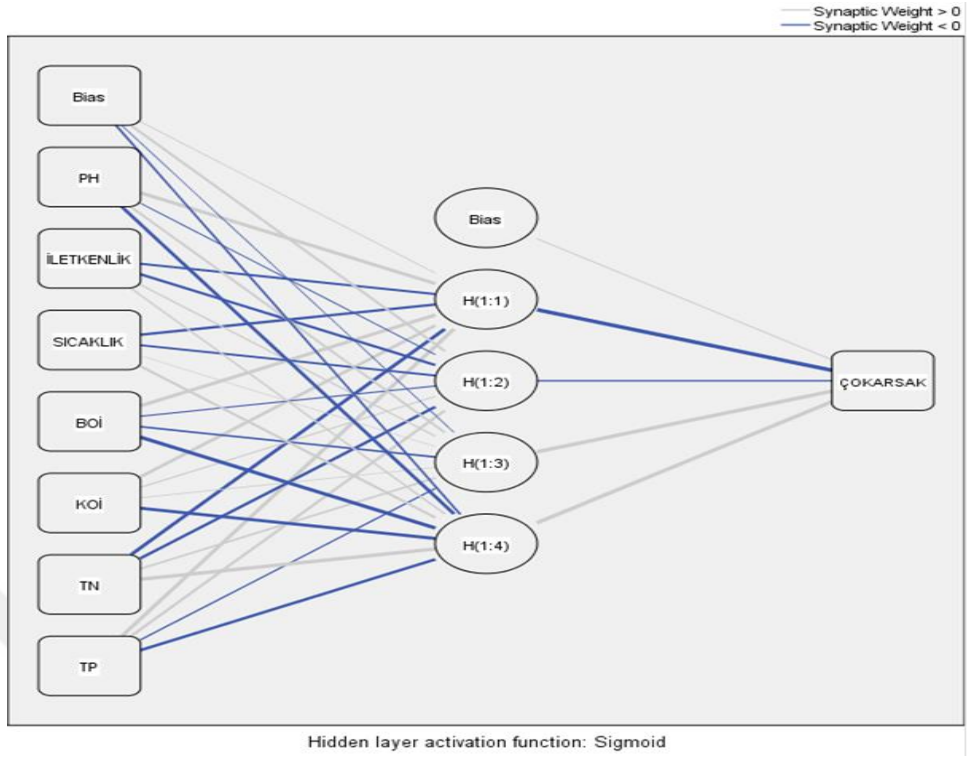 Synaptic Weight > 0
Synaptic Weight < 0
Bias
PH
İLETKENLİK
SICAKLIK
BOİ
KOİ
TN
TP
Bias
H(1:1)
H(1:2)
H(1:3)
H(1:4)
ÇOKARSAK
Hidden layer activation function: Sigmoid